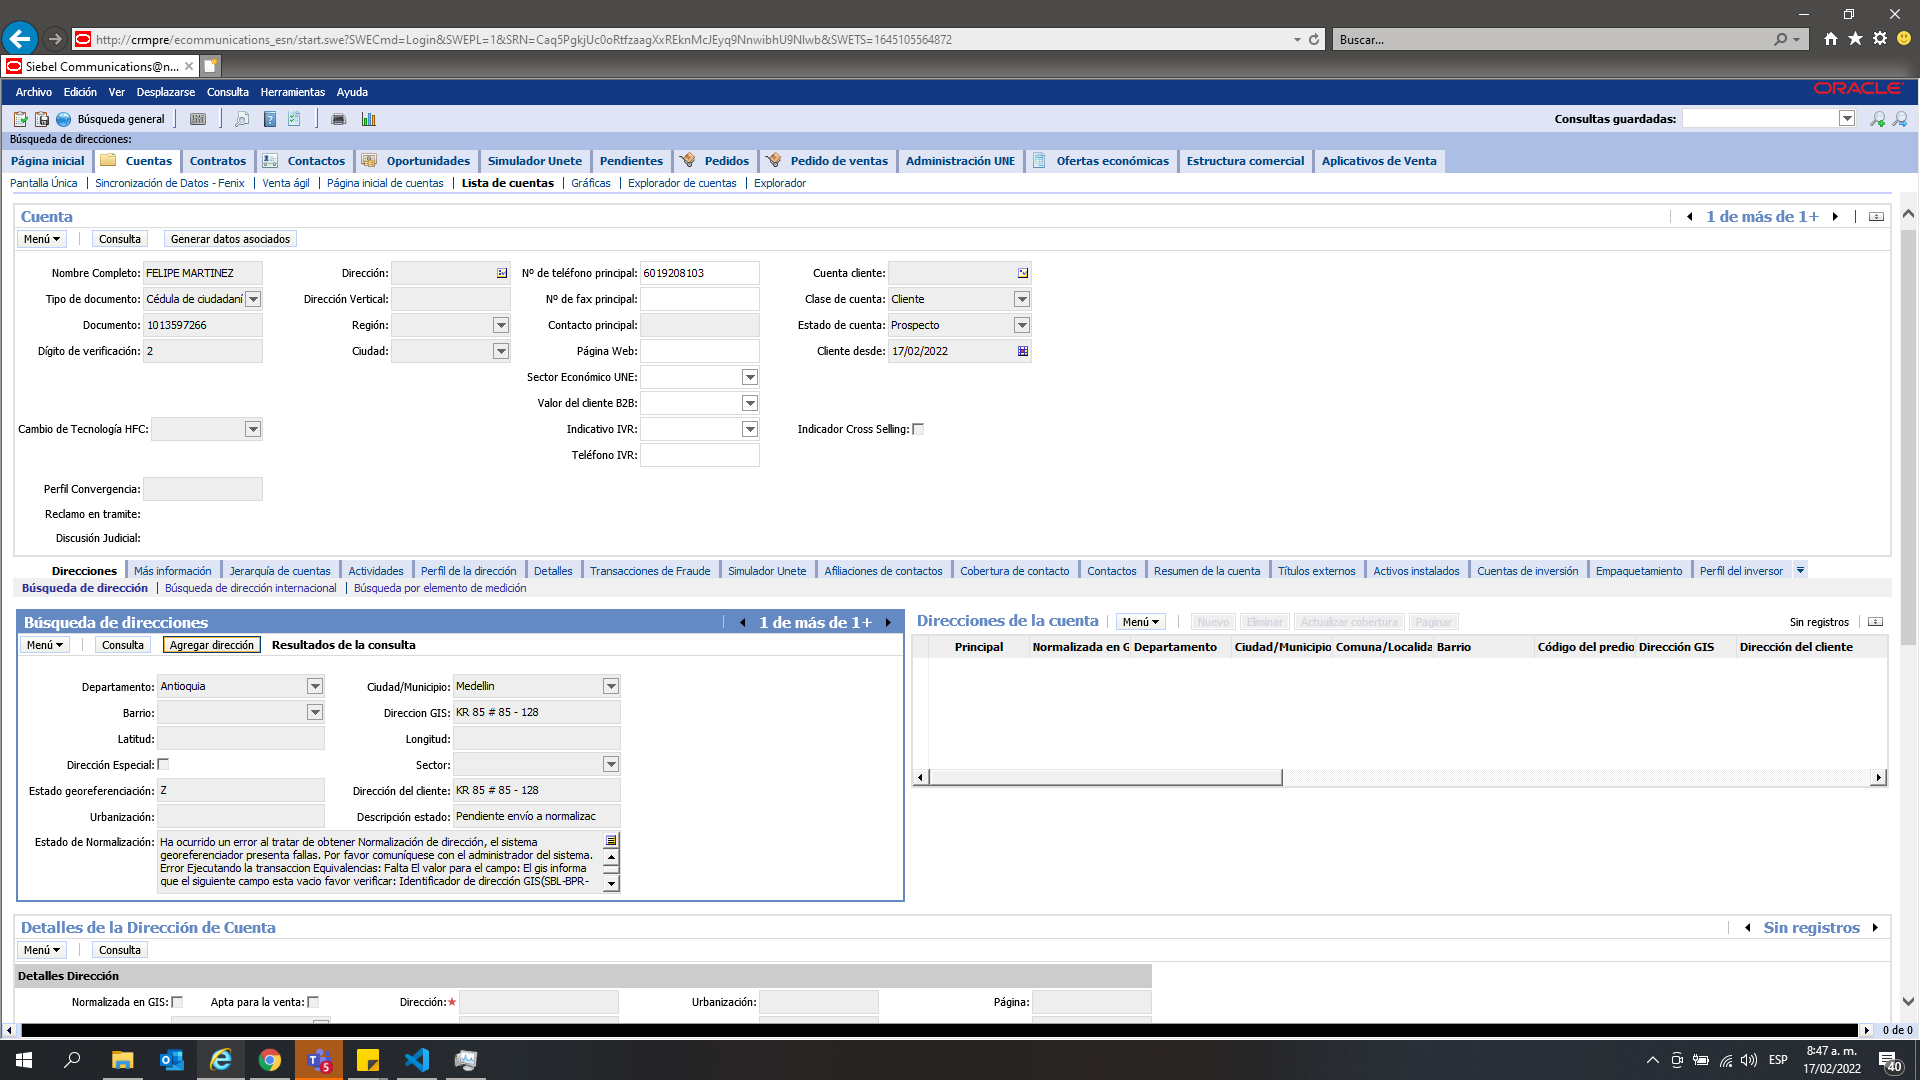 http://crmpre/ecommunications_esn/start.swe?SWECmd=Login&SWEPL=1&SRN=Caq5PgkjUc0oRtfzaagXxREknMcJEyq9NnwibhU9NIwb&SWETS=1645105564872
Buscar...
Siebel Communications@n...
Archivo Edición Ver Desplazarse Consulta Herramientas Ayuda
ORACLE
Búsqueda general
Consultas guardadas:
Búsqueda de direcciones:
Página inicial Cuentas Contratos Contactos Oportunidades Simulador Unete Pendientes Pedidos Pedido de ventas Administración UNE Ofertas económicas Estructura comercial Aplicativos de Venta
Pantalla Única Sincronización de Datos - Fenix Venta ágil Página inicial de cuentas Lista de cuentas Gráficas Explorador de cuentas Explorador
Cuenta
1 de más de 1+
Menú Consulta Generar datos asociados
Nombre Completo: FELIPE MARTINEZ Dirección: Nº de teléfono principal: 6019208103 Cuenta cliente:
Tipo de documento: Cédula de ciudadaní Dirección Vertical: Nº de fax principal: Clase de cuenta: Cliente
Documento: 1013597266 Región: Contacto principal: Estado de cuenta: Prospecto
Dígito de verificación: 2 Ciudad: Página Web: Cliente desde: 17/02/2022
Sector Económico UNE:
Valor del cliente B2B:
Cambio de Tecnología HFC: Indicativo IVR: Indicador Cross Selling:
Teléfono IVR:
Perfil Convergencia:
Reclamo en tramite:
Discusión Judicial:
Direcciones Más información Jerarquía de cuentas Actividades Perfil de la dirección Detalles Transacciones de Fraude Simulador Unete Afiliaciones de contactos Cobertura de contacto Contactos Resumen de la cuenta Títulos externos Activos instalados Cuentas de inversión Empaquetamiento Perfil del inversor
Búsqueda de dirección Búsqueda de dirección internacional Búsqueda por elemento de medición
Búsqueda de direcciones 1 de más de 1+
Menú Consulta Agregar dirección Resultados de la consulta
Departamento: Antioquia Ciudad/Municipio: Medellin
Barrio: Direccion GIS: KR 85 # 85 - 128
Latitud: Longitud:
Dirección Especial: Sector:
Estado georeferenciación: Z Dirección del cliente: KR 85 # 85 - 128
Urbanización: Descripción estado: Pendiente envío a normalizac
Estado de Normalización: Ha ocurrido un error al tratar de obtener Normalización de dirección, el sistema
georeferenciador presenta fallas. Por favor comuníquese con el administrador del sistema.
Error Ejecutando la transaccion Equivalencias: Falta El valor para el campo: El gis informa
que el siguiente campo esta vacio favor verificar: Identificador de dirección GIS(SBL-BPR-
Direcciones de la cuenta Menú Nuevo Eliminar Actualizar cobertura Paginar Sin registros
Principal Normalizada en G Departamento Ciudad/Municipio Comuna/Localida Barrio Código del predio Dirección GIS Dirección del cliente
Detalles de la Dirección de Cuenta
Sin registros
Menú Consulta
Detalles Dirección
Normalizada en GIS: Apta para la venta: Dirección:★ Urbanización: Página:
0 de 0
5
ESP
8:47 a. m.
17/02/2022
40